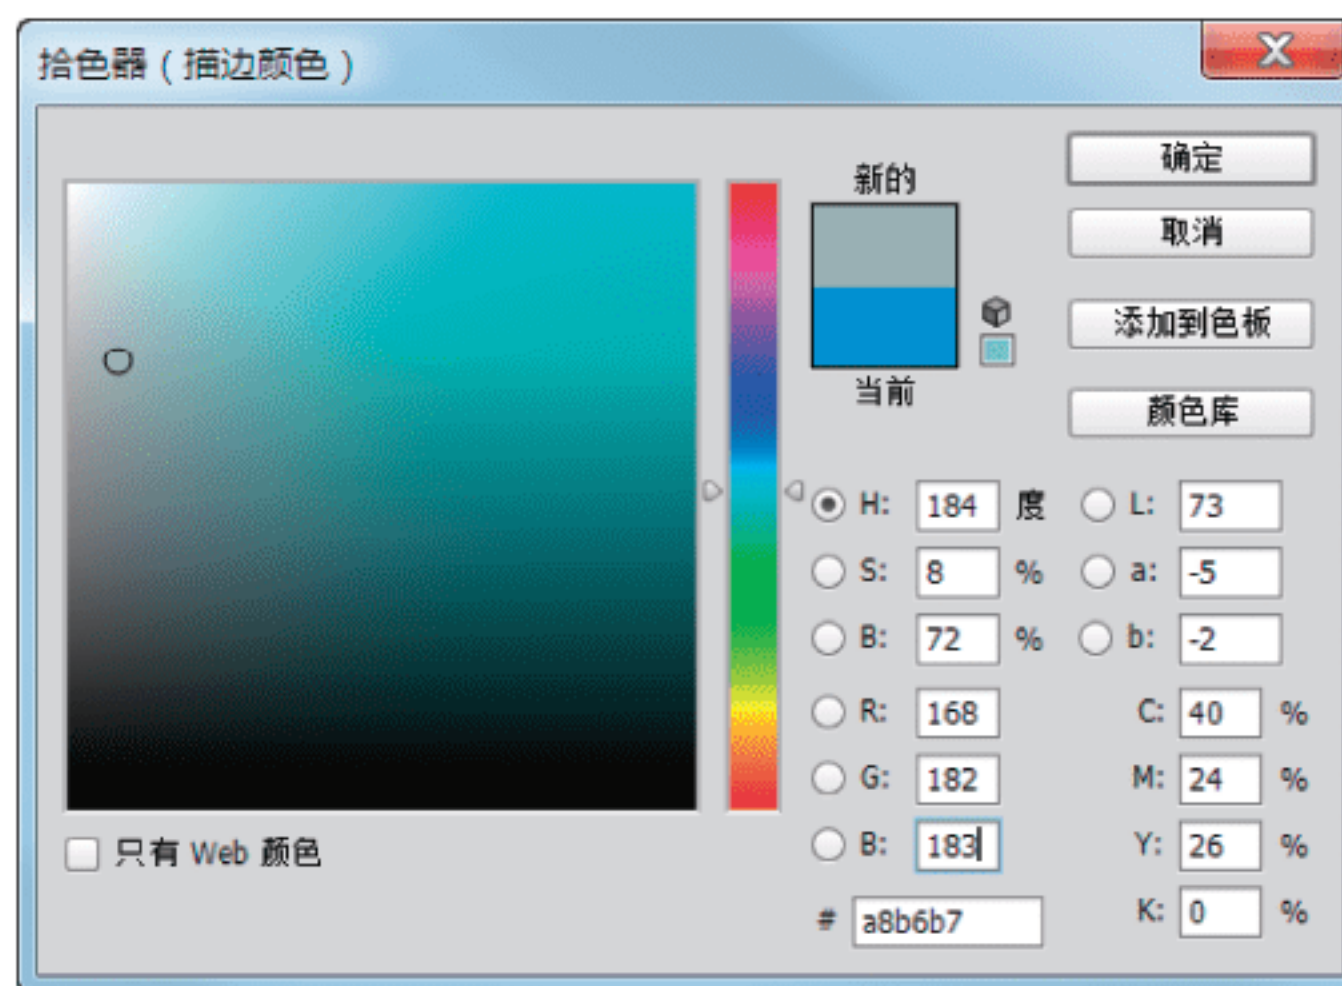 拾色器（描边颜色）
新的
当前
确定
取消
添加到色板
颜色库
H: 184 度 L: 73
S: 8 % a: -5
B: 72 % b: -2
R: 168 C: 40 %
G: 182 M: 24 %
B: 183 Y: 26 %
# a8b6b7 K: 0 %
只有 Web 颜色